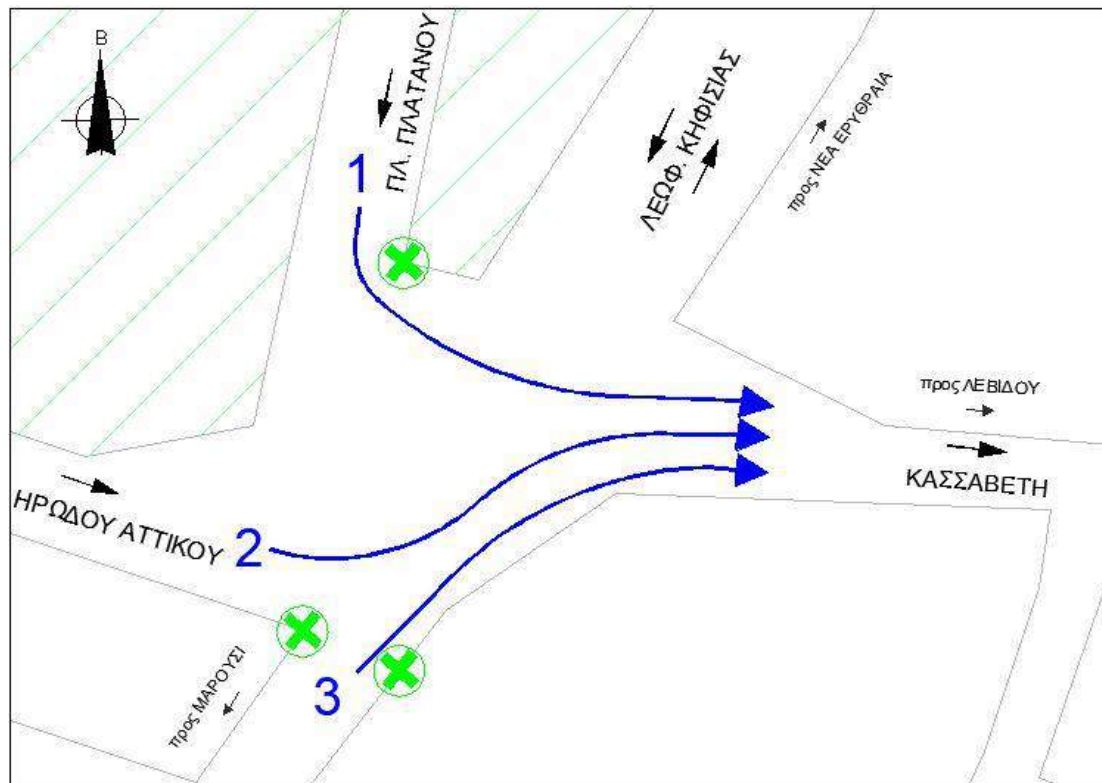 B
ΠΛ. ΠΛΑΤΑΝΟΥ
ΛΕΩΦ. ΚΗΦΙΣΙΑΣ
προς ΝΕΑ ΕΡΥΘΡΑΙΑ
1
προς ΛΕΒΙΔΟΥ
ΚΑΣΣΑΒΕΤΗ
ΗΡΩΔΟΥ ΑΤΤΙΚΟΥ
2
3
προς ΜΑΡΟΥΣΙ